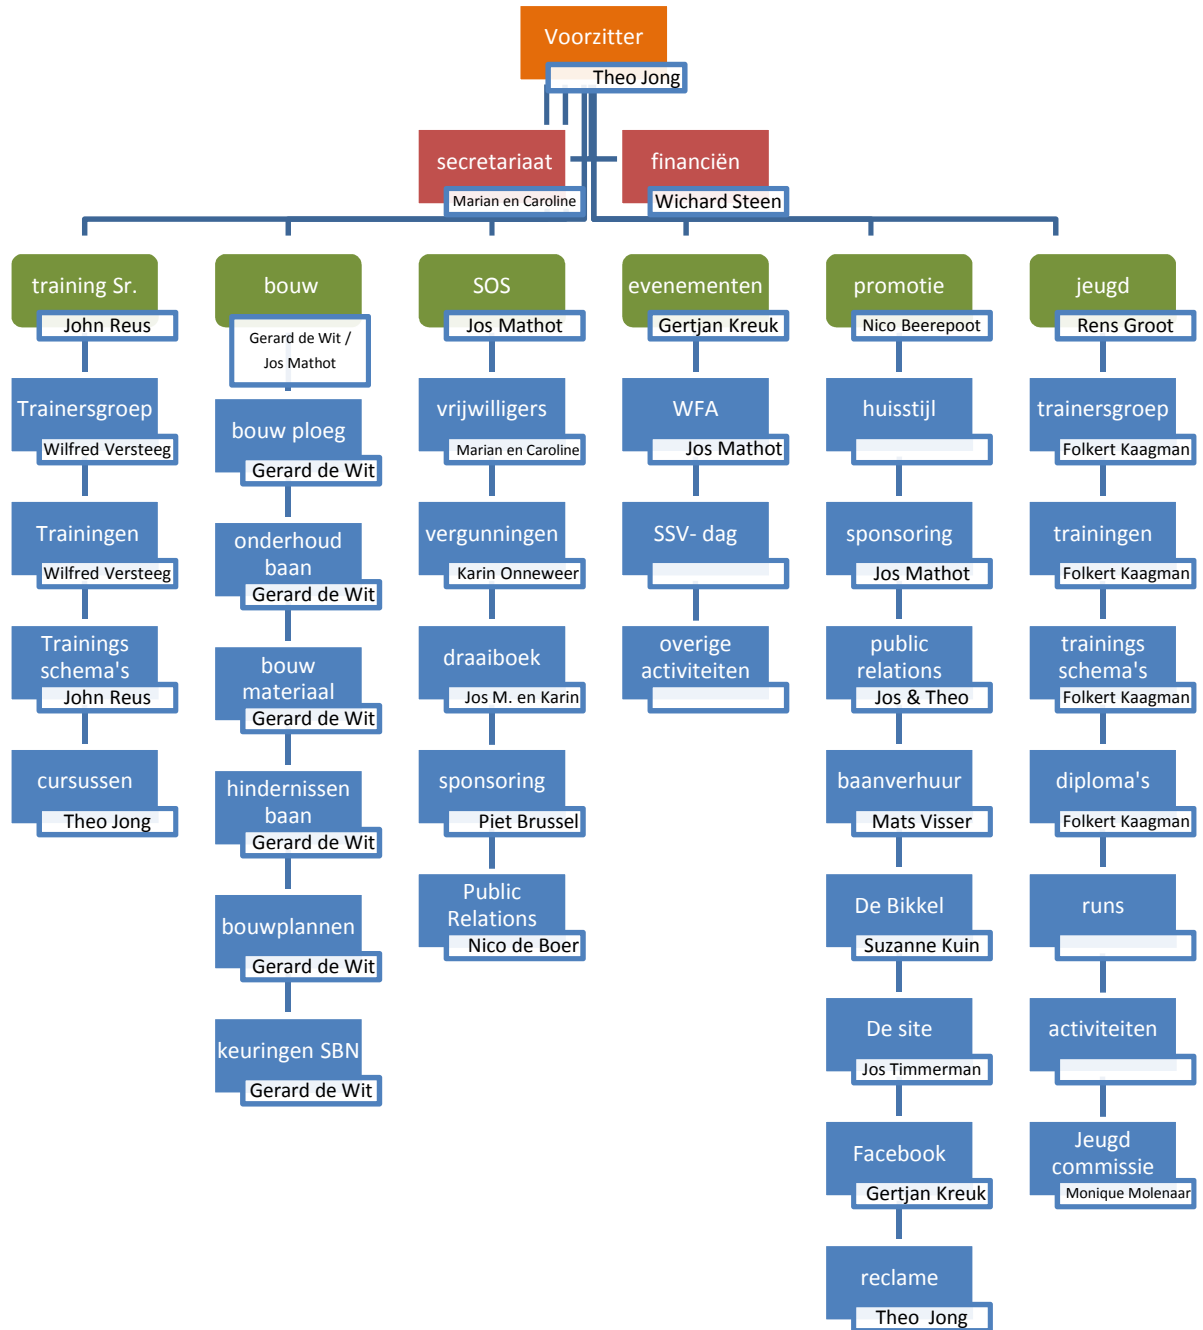 Voorzitter
Theo Jong
secretariaat
Marian en Caroline
financiën
Wichard Steen
training Sr.
John Reus
Trainersgroep
Wilfred Versteeg
Trainingen
Wilfred Versteeg
Trainings
schema's
John Reus
cursussen
Theo Jong
bouw
Gerard de Wit /
Jos Mathot
bouw ploeg
Gerard de Wit
onderhoud
baan
Gerard de Wit
bouw
materiaal
Gerard de Wit
hindernissen
baan
Gerard de Wit
bouwplannen
Gerard de Wit
keuringen SBN
Gerard de Wit
SOS
Jos Mathot
vrijwilligers
Marian en Caroline
vergunningen
Karin Onneweer
draaiboek
Jos M. en Karin
sponsoring
Piet Brussel
Public
Relations
Nico de Boer
evenementen
Gertjan Kreuk
WFA
Jos Mathot
SSV- dag
overige
activiteiten
promotie
Nico Beerepoot
huisstijl
sponsoring
Jos Mathot
public
relations
Jos & Theo
baanverhuur
Mats Visser
De Bikkel
Suzanne Kuin
De site
Jos Timmerman
Facebook
Gertjan Kreuk
reclame
Theo Jong
jeugd
Rens Groot
trainersgroep
Folkert Kaagman
trainingen
Folkert Kaagman
trainings
schema's
Folkert Kaagman
diploma's
Folkert Kaagman
runs
activiteiten
Jeugd
commissie
Monique Molenaar